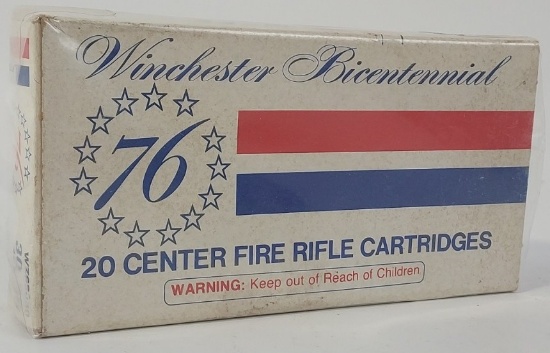 Winchester Bicentennial
76
20 CENTER FIRE RIFLE CARTRIDGES
WARNING: Keep out of Reach of Children